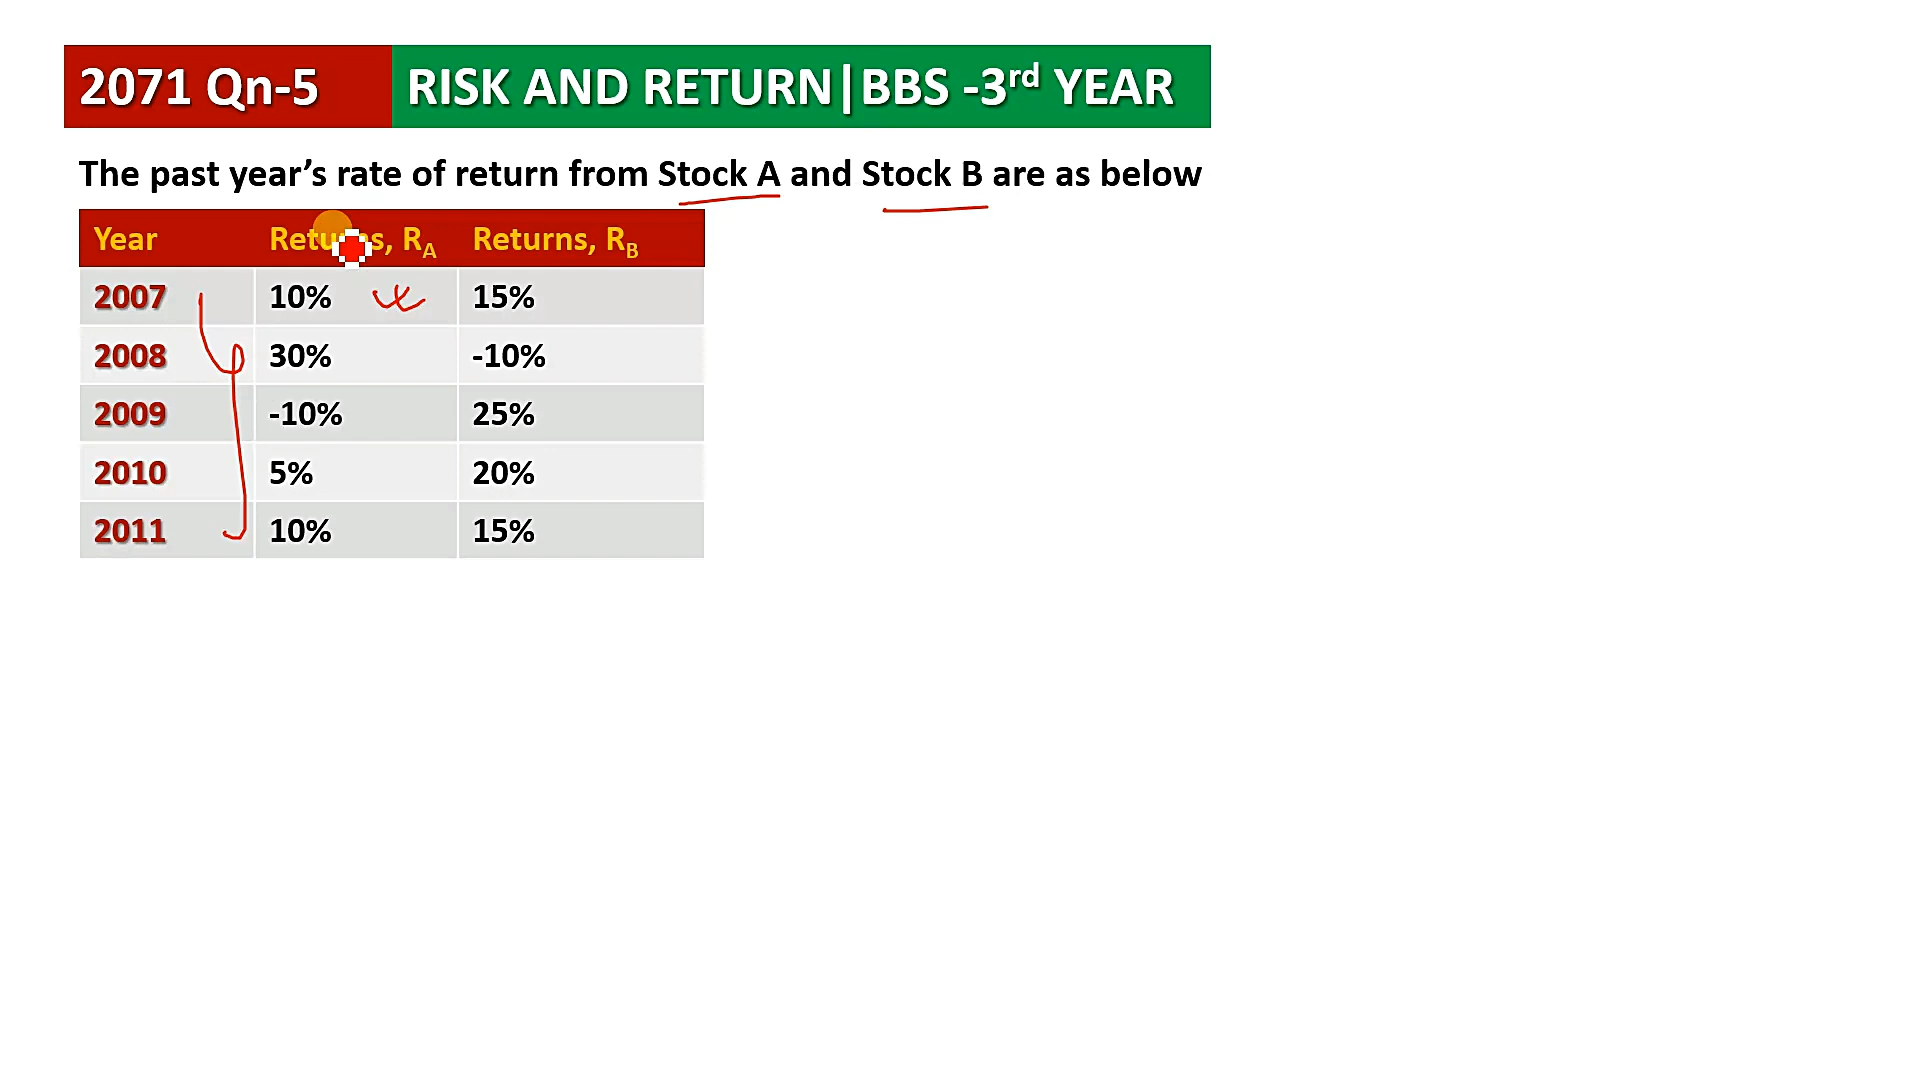 2071 Qn-5 RISK AND RETURN|BBS -3rd YEAR
The past year’s rate of return from Stock A and Stock B are as below
Year Returns, RA Returns, RB
2007 10% 15%
2008 30% -10%
2009 -10% 25%
2010 5% 20%
2011 10% 15%